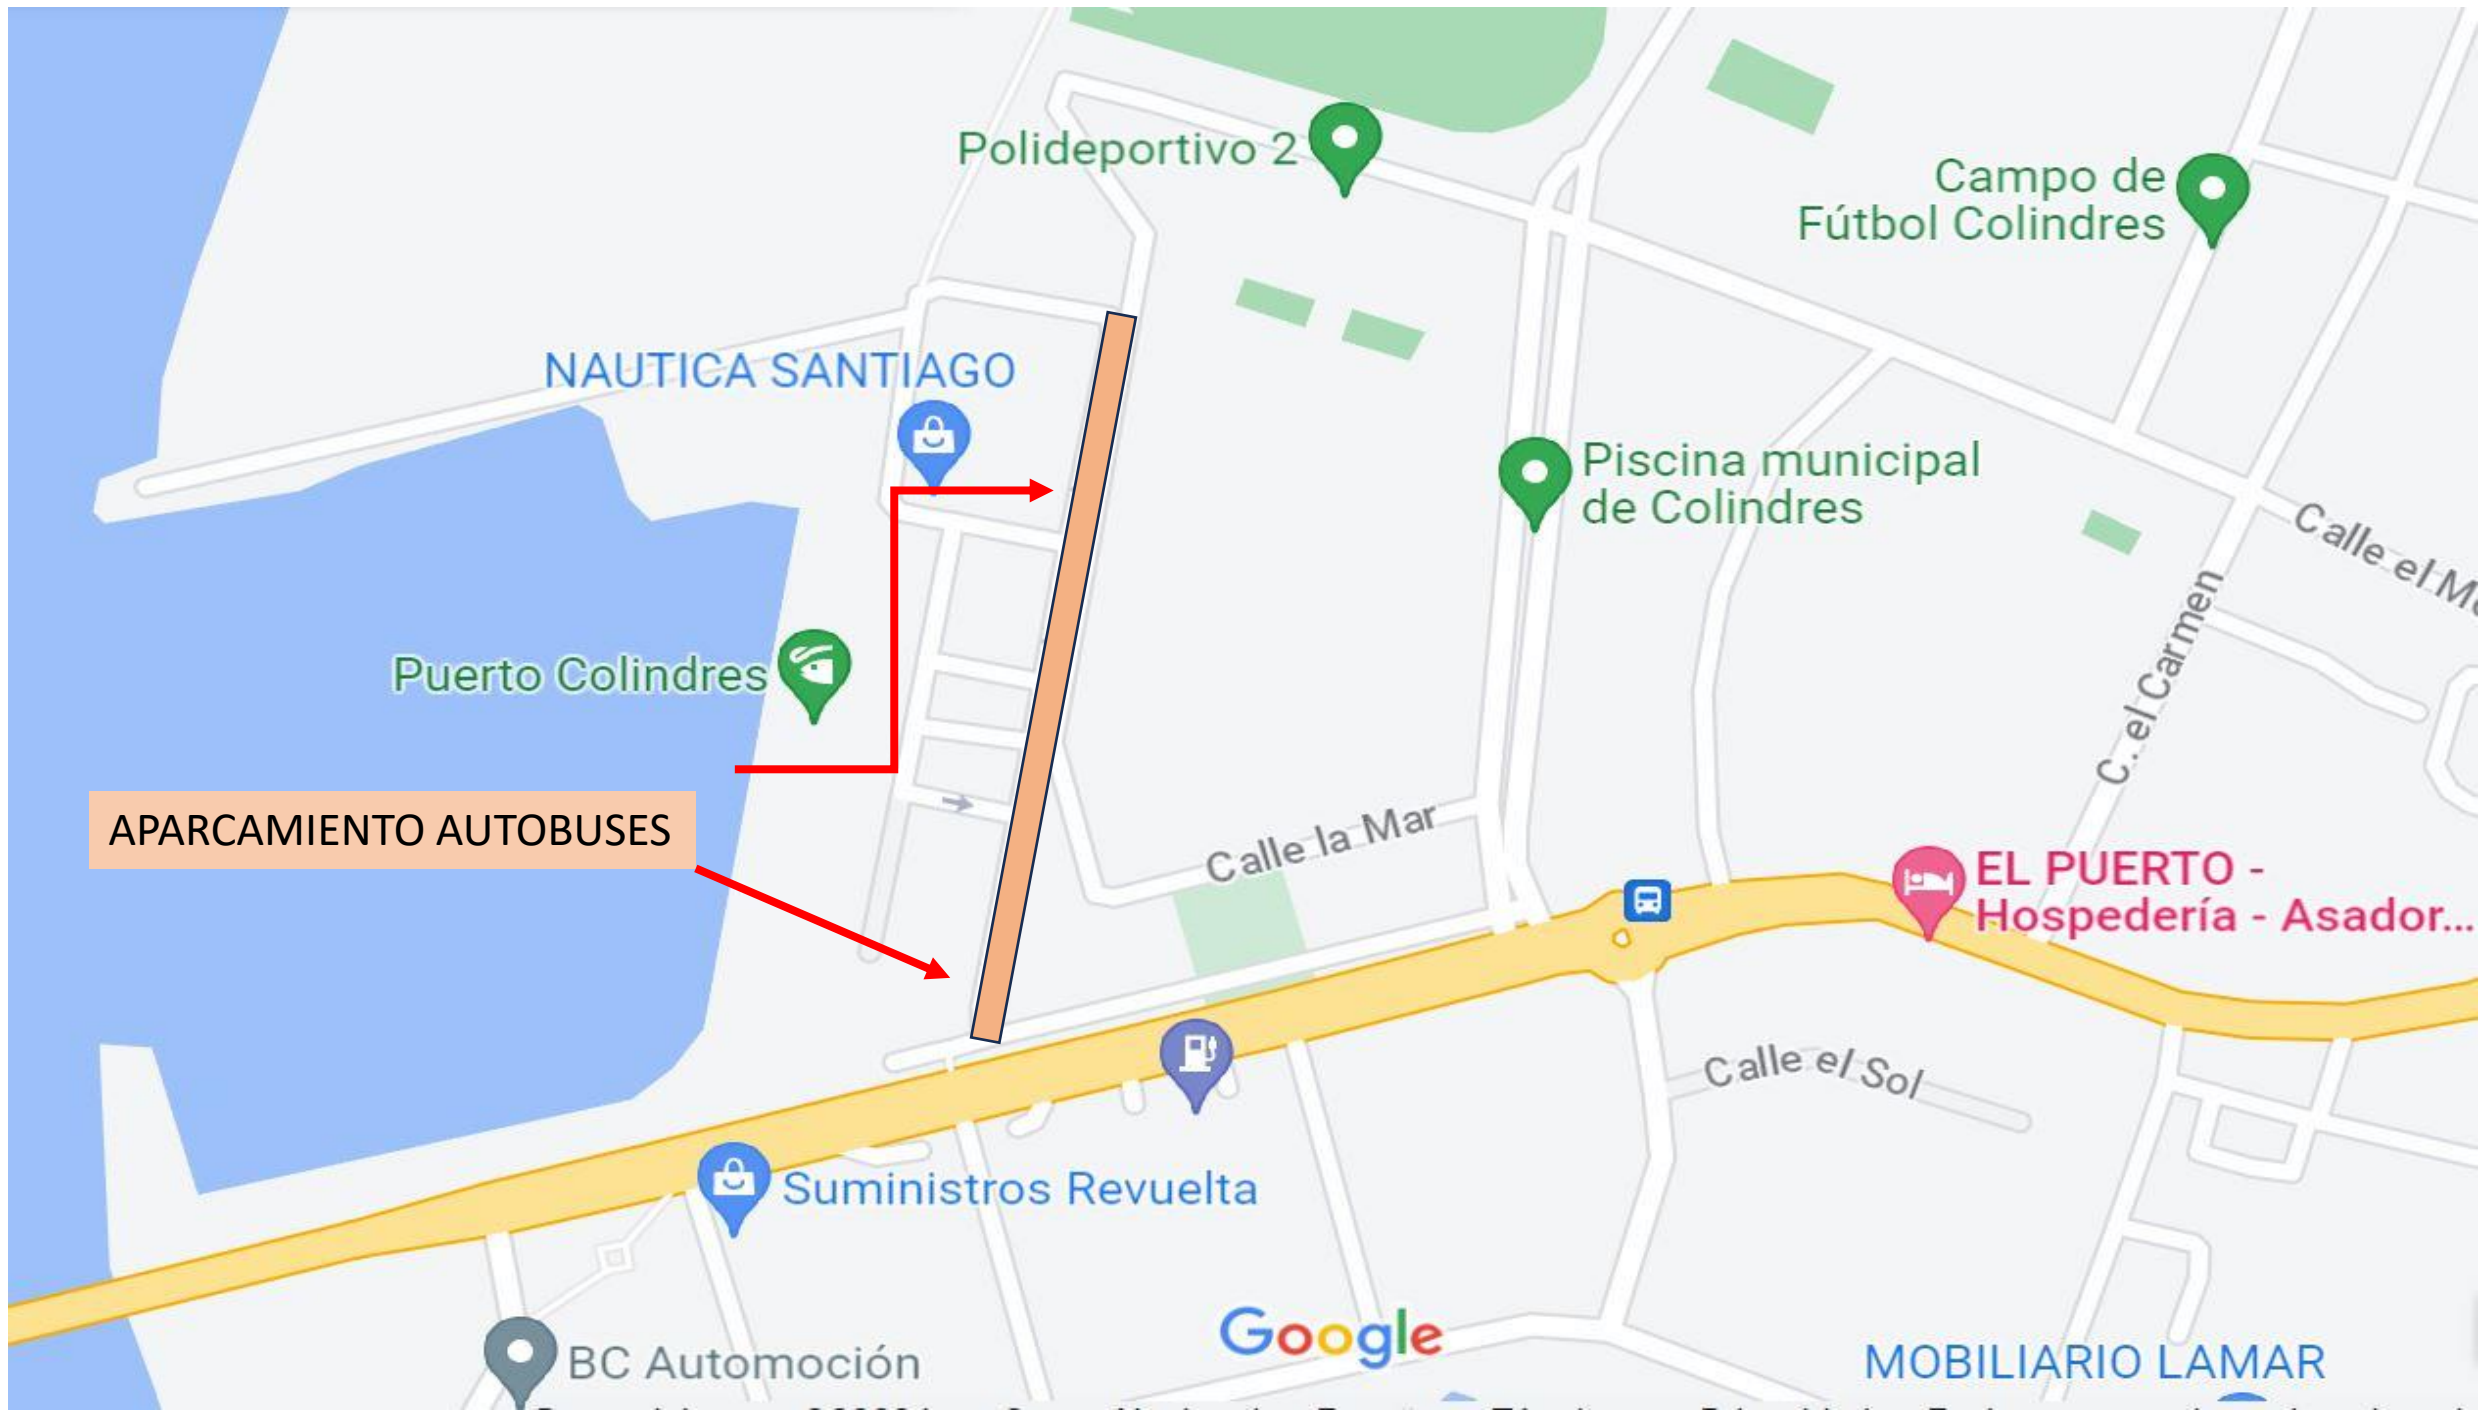 Polideportivo 2
Campo de
Fútbol Colindres
NAUTICA SANTIAGO
Piscina municipal
de Colindres
Calle el
C. el Carmen
Puerto Colindres
APARCAMIENTO AUTOBUSES
Calle la Mar
EL PUERTO -
Hospedería - Asador...
Calle el Sol
Suministros Revuelta
Google
BC Automoción
MOBILIARIO LAMAR